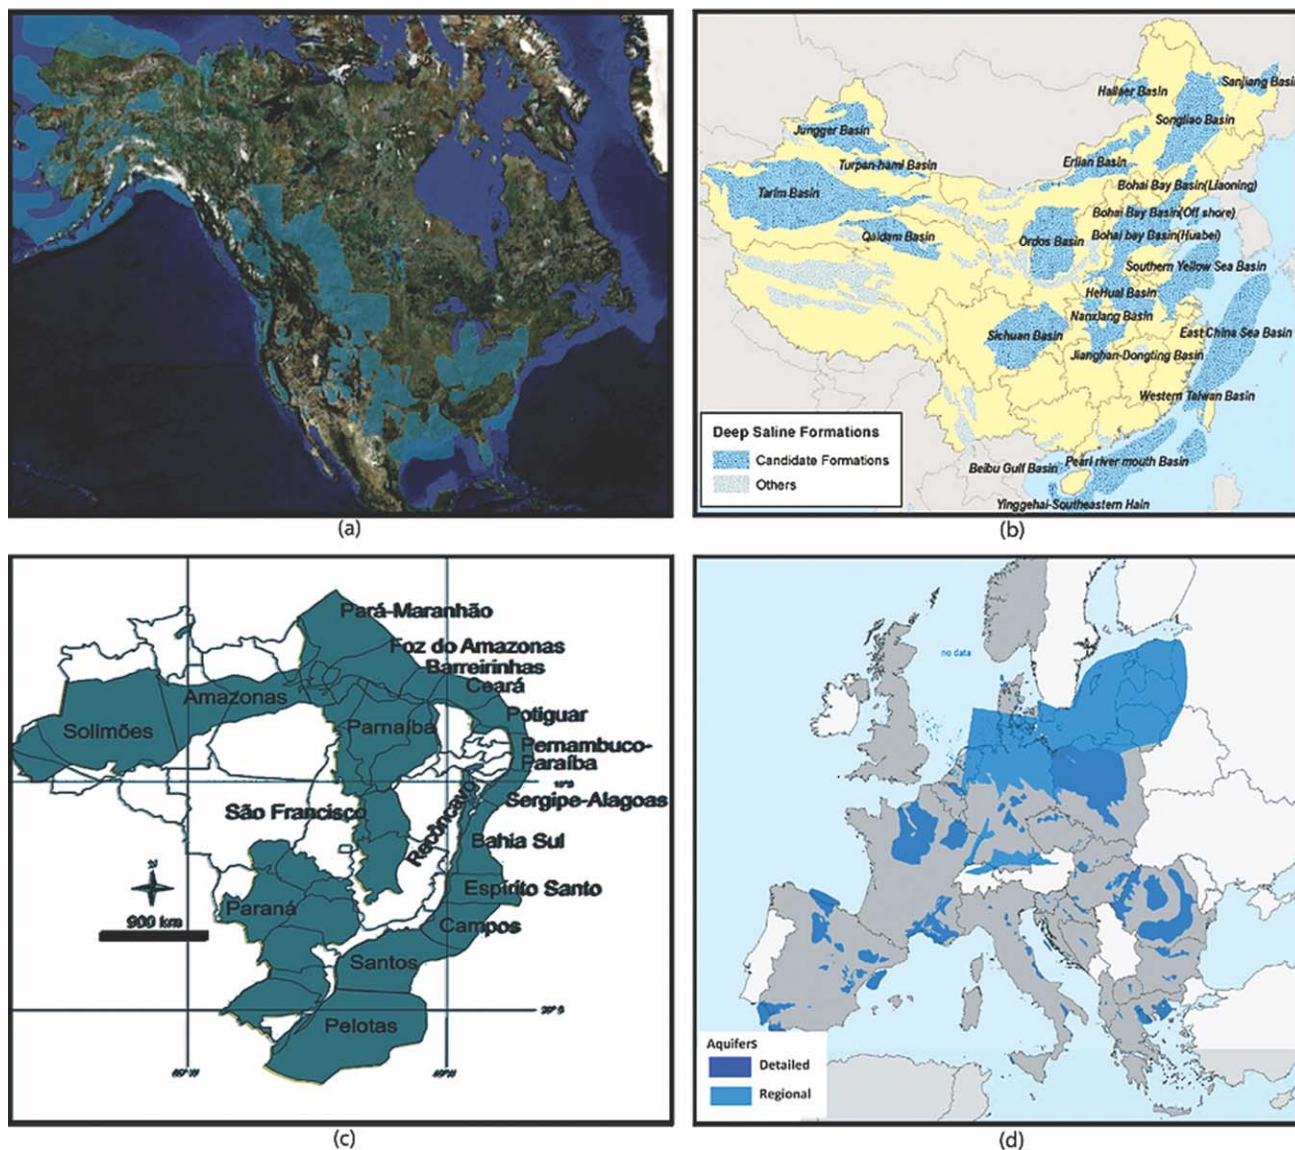 (a)
Hailaer Basin
Sanjiang Basin
Songliao Basin
Jungger Basin
Turpan-hami Basin
Erlian Basin
Tarim Basin
Bohai Bay Basin(Liaoning)
Bohai Bay Basin(Off shore)
Qaidam Basin
Ordos Basin
Bohai bay Basin(Huabei)
Southern Yellow Sea Basin
HeHuai Basin
Nanxiang Basin
Sichuan Basin
East China Sea Basin
Jianghan-Dongting Basin
Western Taiwan Basin
Deep Saline Formations
Candidate Formations
Others
Beibu Gulf Basin
Pearl river mouth Basin
Yinggehai-Southeastern Hain
(b)
Pará-Maranhão
Foz do Amazonas
Barreirinhas
Ceará
Amazonas
Potiguar
Solimões
Parnaíba
Pernambuco-
Paraíba
São Francisco
Sergipe-Alagoas
Recôncavo
Bahia Sul
Espírito Santo
Paraná
900 km
Campos
Santos
Pelotas
(c)
no data
Aquifers
Detailed
Regional
(d)